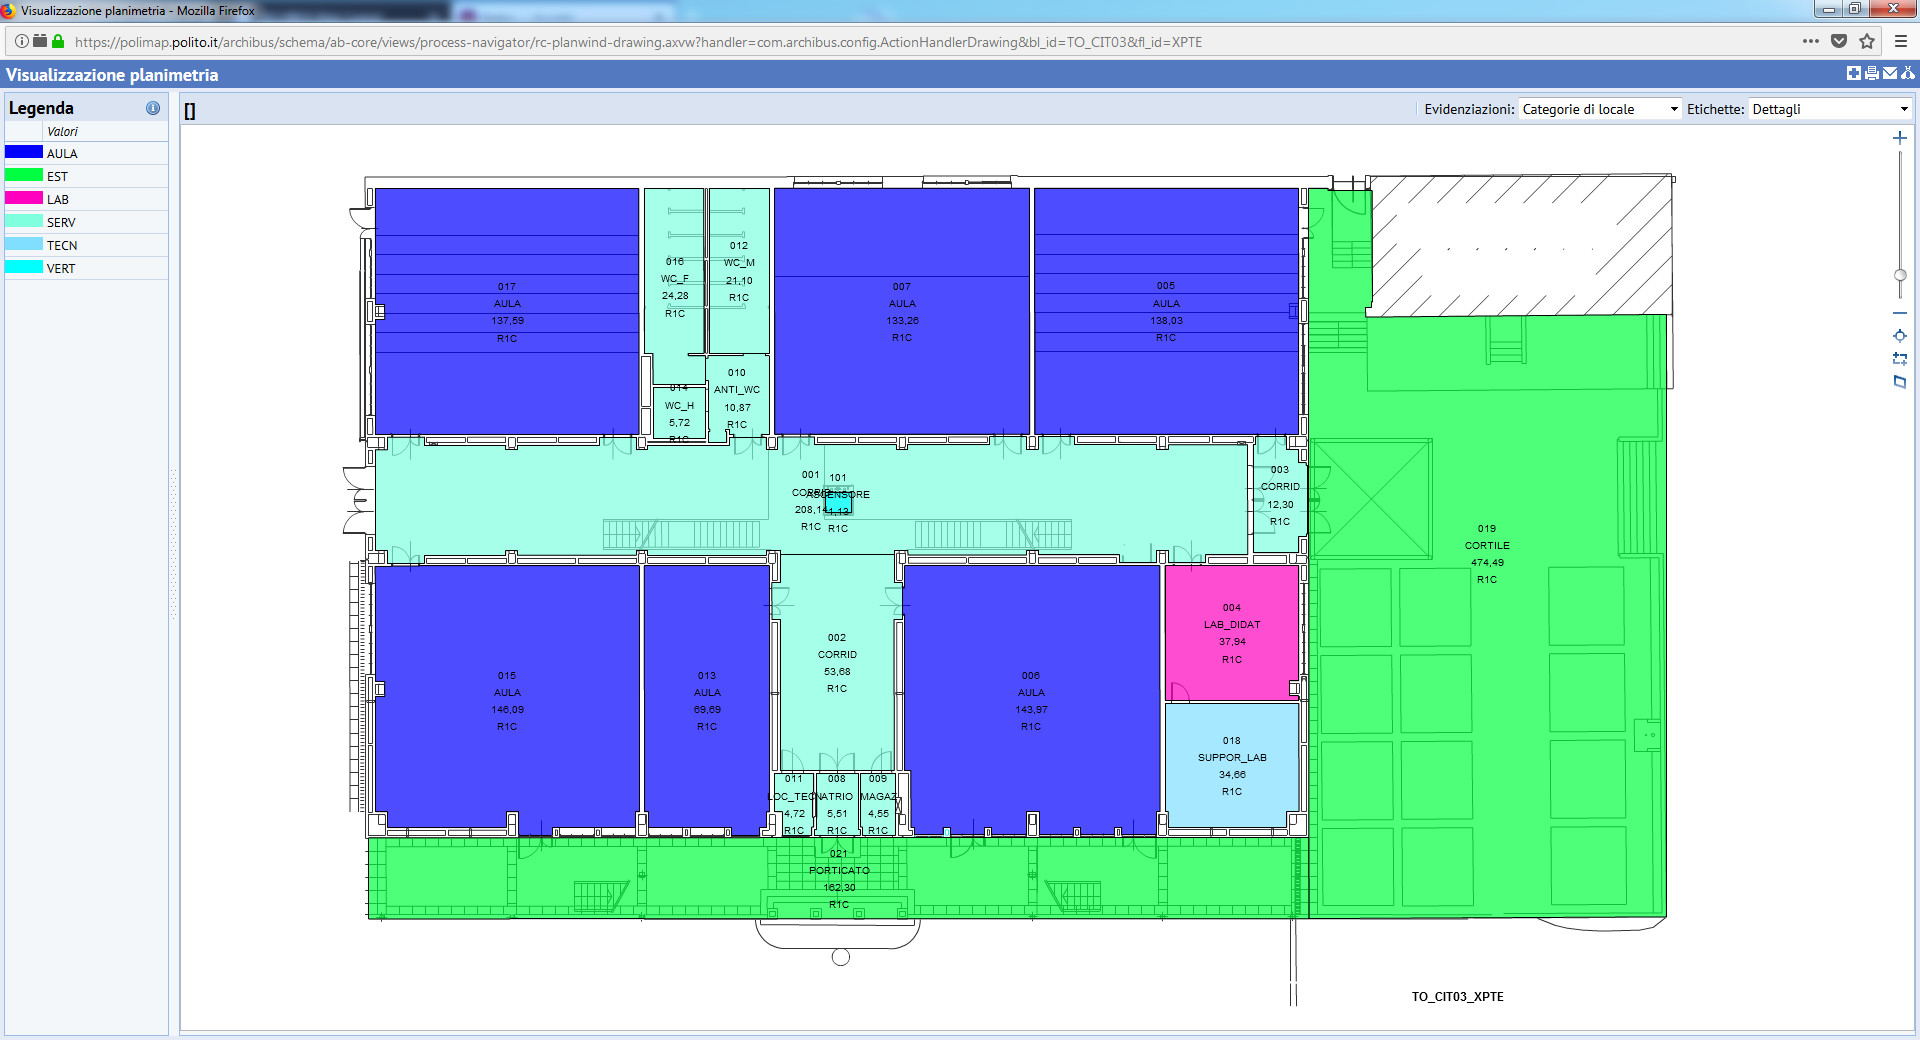 Visualizzazione planimetria - Mozilla Firefox
https://polimap.polito.it/archibus/schema/ab-core/views/process-navigator/rc-planwind-drawing.axvw?handler=com.archibus.config.ActionHandlerDrawing&bl_id=TO_CIT03&fl_id=XPTE
Visualizzazione planimetria
Legenda
Valori
AULA
EST
LAB
SERV
TECN
VERT
[]
Evidenziazioni: Categorie di locale
Etichette: Dettagli
017
AULA
137,59
R1C
016
WC_F
24,28
R1C
012
WC_M
21,10
R1C
007
AULA
133,26
R1C
005
AULA
138,03
R1C
014
WC_H
5,72
R1C
010
ANTI_WC
10,87
R1C
001
CORRID
208,14
R1C
101
ASCENSORE
R1C
003
CORRID
12,30
R1C
019
CORTILE
474,49
R1C
015
AULA
146,09
R1C
013
AULA
69,69
R1C
002
CORRID
53,68
R1C
006
AULA
143,97
R1C
004
LAB_DIDAT
37,94
R1C
018
SUPPOR_LAB
34,66
R1C
011
LOC_TECN
4,72
R1C
008
ATRIO
5,51
R1C
009
MAGAZ
4,55
R1C
021
PORTICATO
162,30
R1C
TO_CIT03_XPTE